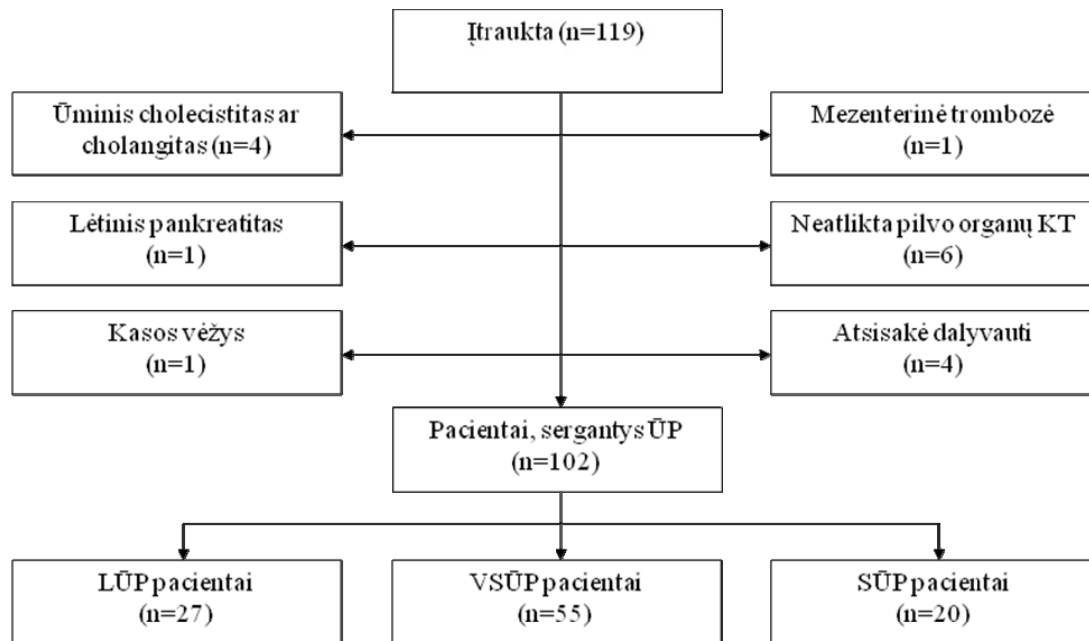 Įtraukta (n=119)
Ūminis cholecistitas ar
cholangitas (n=4)
Mezenterinė trombozė
(n=1)
Lėtinis pankreatitas
(n=1)
Neatlikta pilvo organų KT
(n=6)
Kasos vėžys
(n=1)
Atsisakė dalyvauti
(n=4)
Pacientai, sergantys ŪP
(n=102)
LŪP pacientai
(n=27)
VSŪP pacientai
(n=55)
SŪP pacientai
(n=20)